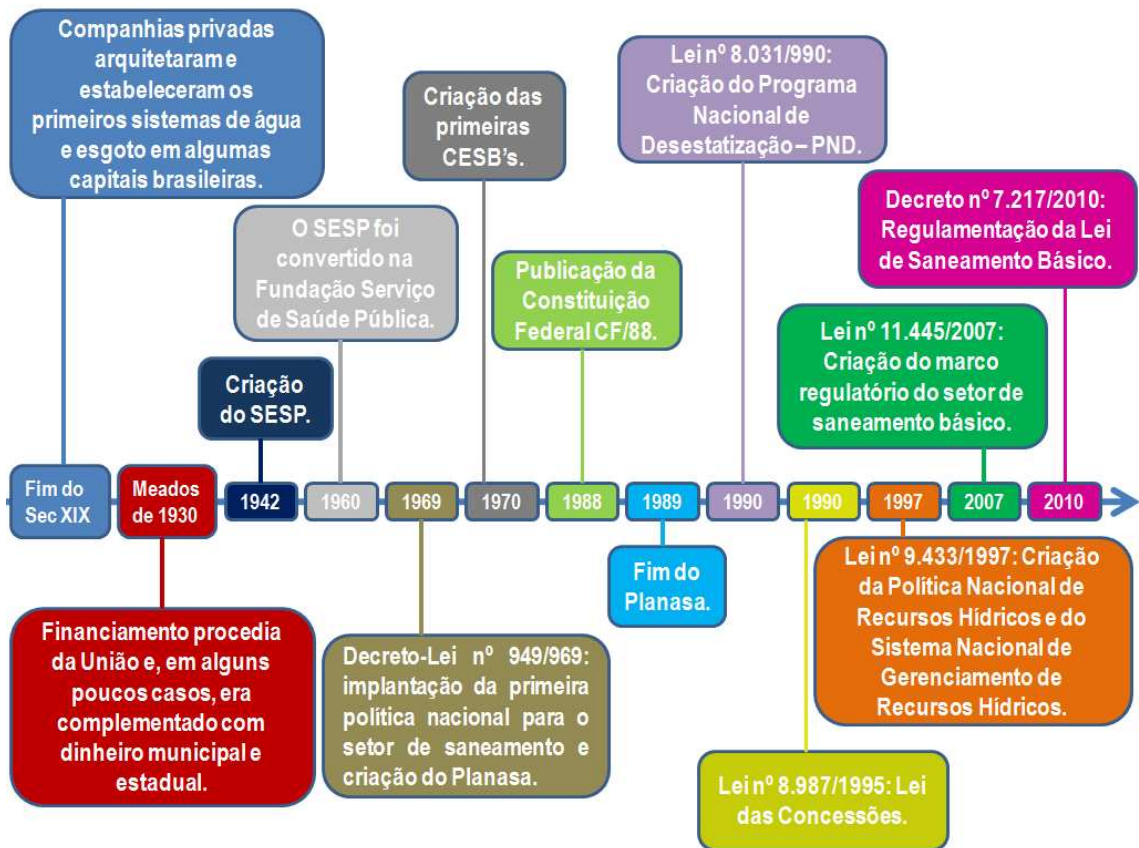 Companhias privadas
arquitetaram e
estabeleceram os
primeiros sistemas de água
e esgoto em algumas
capitais brasileiras.
O SESP foi
convertido na
Fundação Serviço
de Saúde Pública.
Criação
do SESP.
Criação das
primeiras
CESB's.
Publicação da
Constituição
Federal CF/88.
Lei nº 8.031/990:
Criação do Programa
Nacional de
Desestatização – PND.
Decreto nº 7.217/2010:
Regulamentação da Lei
de Saneamento Básico.
Lei nº 11.445/2007:
Criação do marco
regulatório do setor de
saneamento básico.
Fim do
Sec XIX
Meados
de 1930
1942
1960
1969
1970
1988
1989
1990
1990
1997
2007
2010
Financiamento procedia
da União e, em alguns
poucos casos, era
complementado com
dinheiro municipal e
estadual.
Decreto-Lei nº 949/969:
implantação da primeira
política nacional para o
setor de saneamento e
criação do Planasa.
Fim do
Planasa.
Lei nº 8.987/1995: Lei
das Concessões.
Lei nº 9.433/1997: Criação
da Política Nacional de
Recursos Hídricos e do
Sistema Nacional de
Gerenciamento de
Recursos Hídricos.